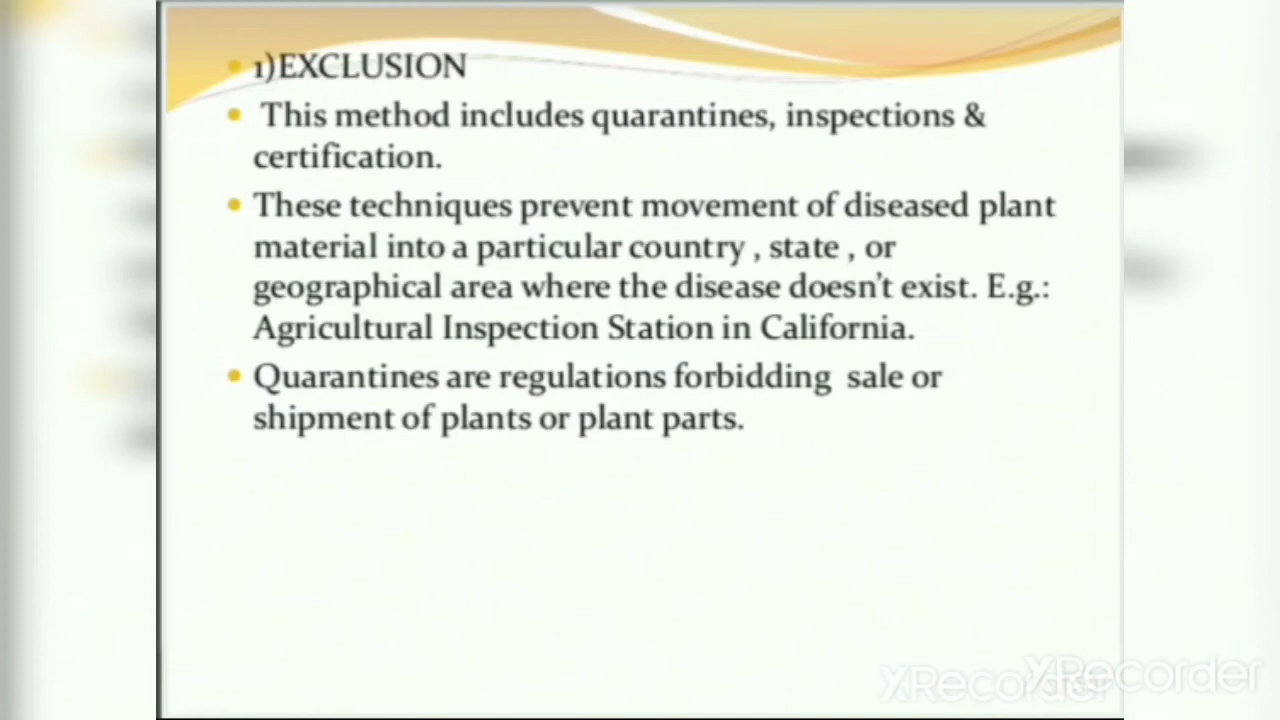 1)EXCLUSION
This method includes quarantines, inspections &
certification.
These techniques prevent movement of diseased plant
material into a particular country , state , or
geographical area where the disease doesn't exist. E.g.:
Agricultural Inspection Station in California.
Quarantines are regulations forbidding  sale or
shipment of plants or plant parts.
XRecorder
XRecorder